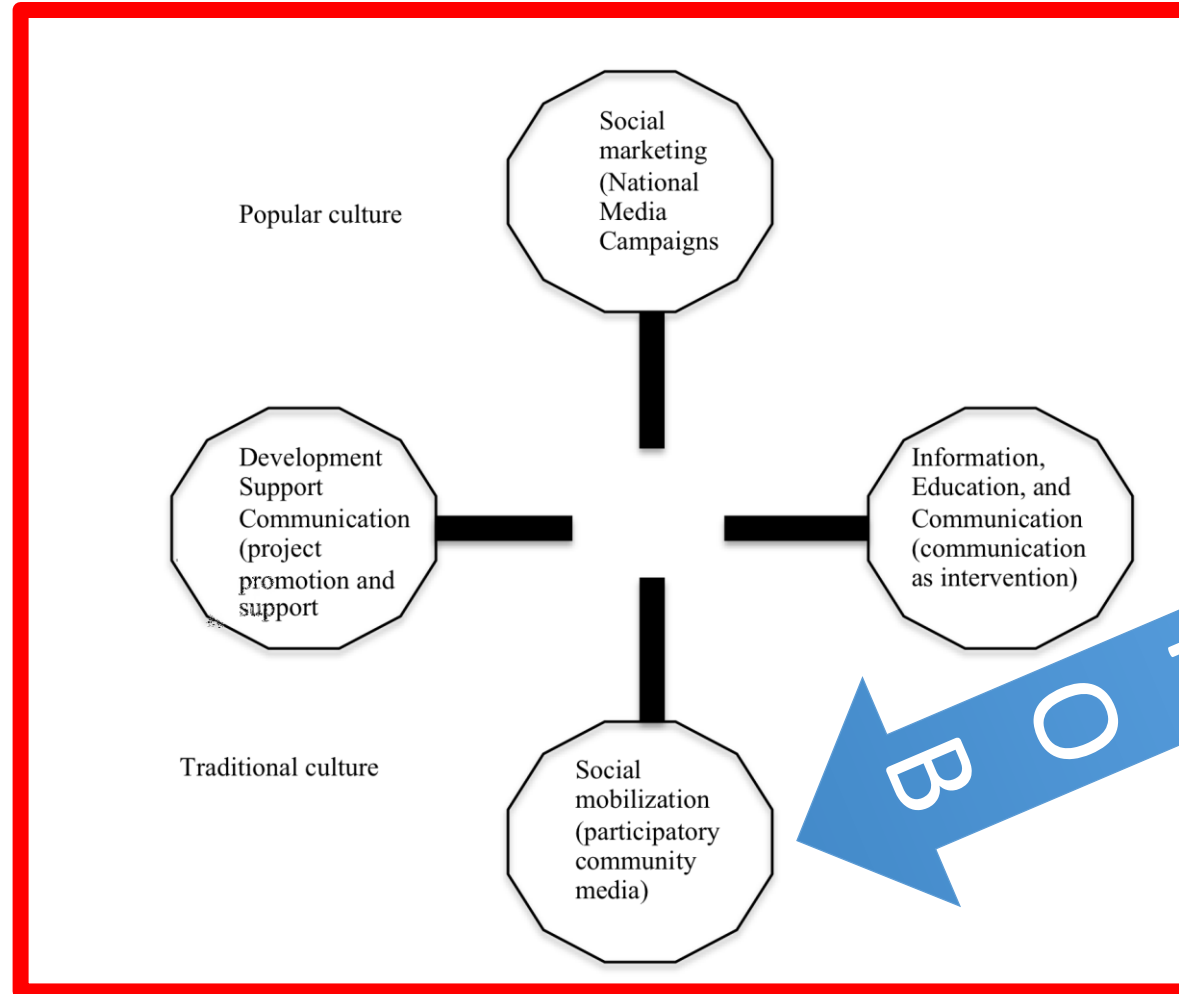 Social
marketing
(National
Media
Campaigns
Popular culture
Development
Support
Communication
(project
promotion and
support
Information,
Education, and
Communication
(communication
as intervention)
Traditional culture
Social
mobilization
(participatory
community
media)
B
O